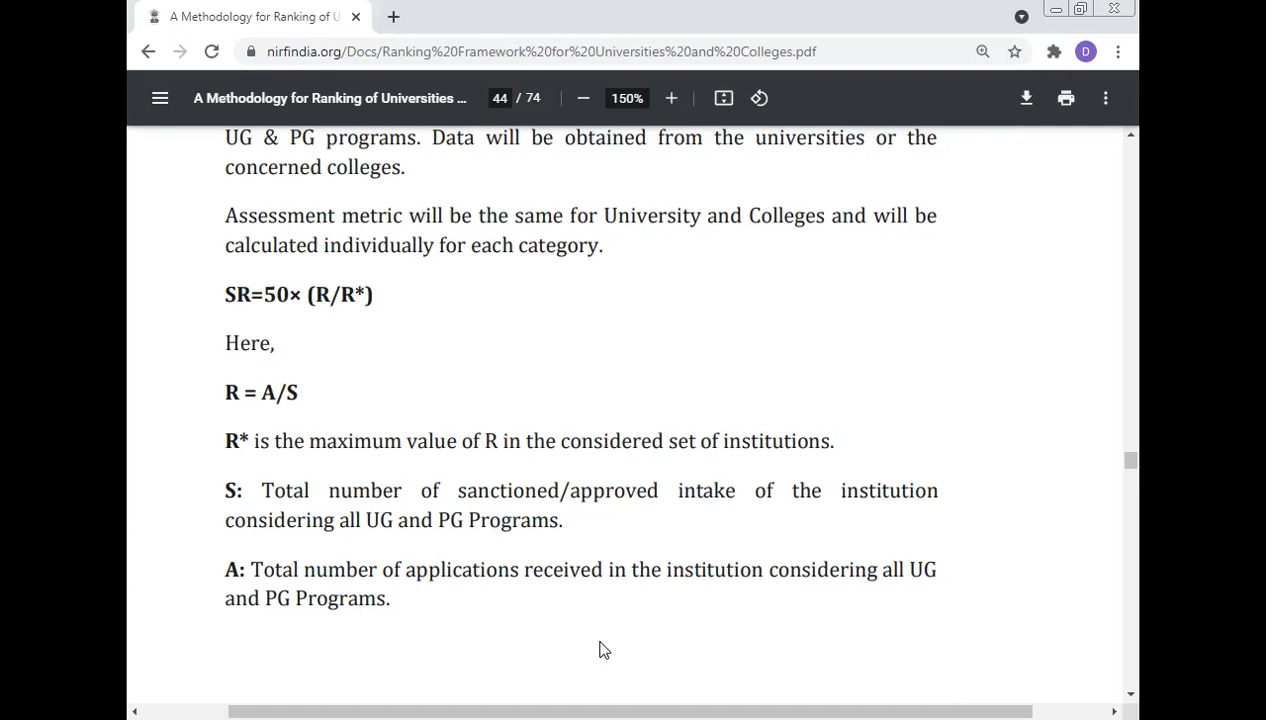 A Methodology for Ranking of U
nirfindia.org/Docs/Ranking%20Framework%20for%20Universities%20and%20Colleges.pdf
D
A Methodology for Ranking of Universities ...
44 / 74
150%
UG & PG programs. Data will be obtained from the universities or the
concerned colleges.
Assessment metric will be the same for University and Colleges and will be
calculated individually for each category.
SR=50× (R/R*)
Here,
R = A/S
R* is the maximum value of R in the considered set of institutions.
S: Total number of sanctioned/approved intake of the institution
considering all UG and PG Programs.
A: Total number of applications received in the institution considering all UG
and PG Programs.